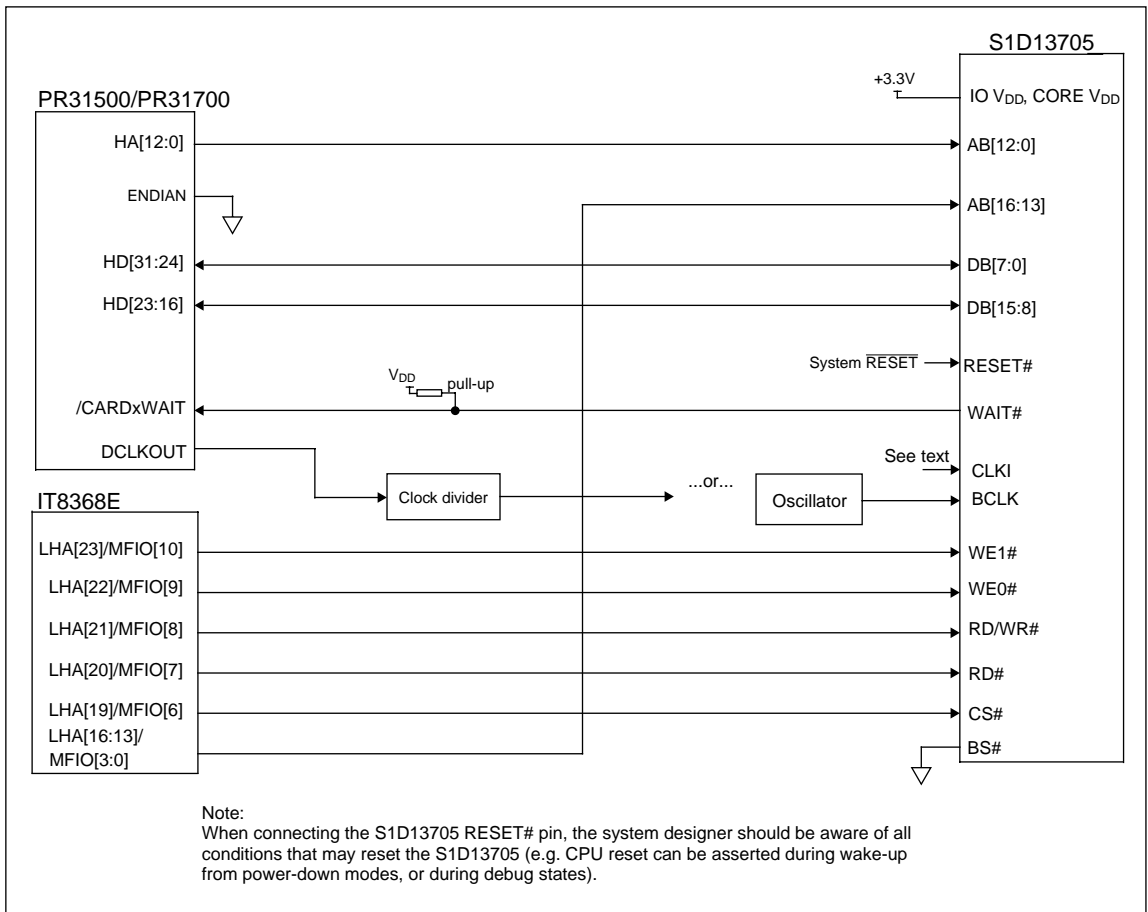 S1D13705
+3.3V
IO VDD, CORE VDD
PR31500/PR31700
HA[12:0]
AB[12:0]
ENDIAN
AB[16:13]
HD[31:24]
DB[7:0]
HD[23:16]
DB[15:8]
System RESET
RESET#
VDD
pull-up
/CARDxWAIT
WAIT#
DCLKOUT
See text
CLKI
Clock divider
...or...
Oscillator
BCLK
IT8368E
LHA[23]/MFIO[10]
WE1#
LHA[22]/MFIO[9]
WE0#
LHA[21]/MFIO[8]
RD/WR#
LHA[20]/MFIO[7]
RD#
LHA[19]/MFIO[6]
CS#
LHA[16:13]/
MFIO[3:0]
BS#
Note:
When connecting the S1D13705 RESET# pin, the system designer should be aware of all
conditions that may reset the S1D13705 (e.g. CPU reset can be asserted during wake-up
from power-down modes, or during debug states).